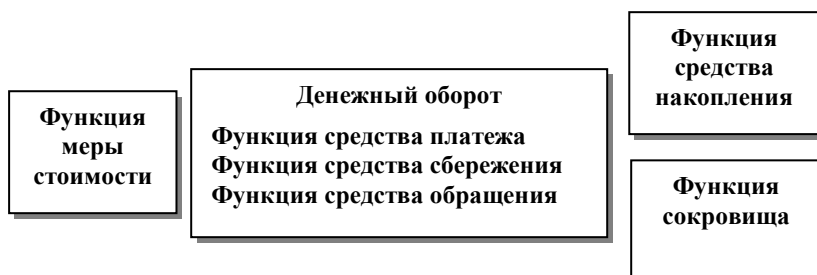 Функция
меры
стоимости
Денежный оборот
Функция средства платежа
Функция средства сбережения
Функция средства обращения
Функция
средства
накопления
Функция
сокровища